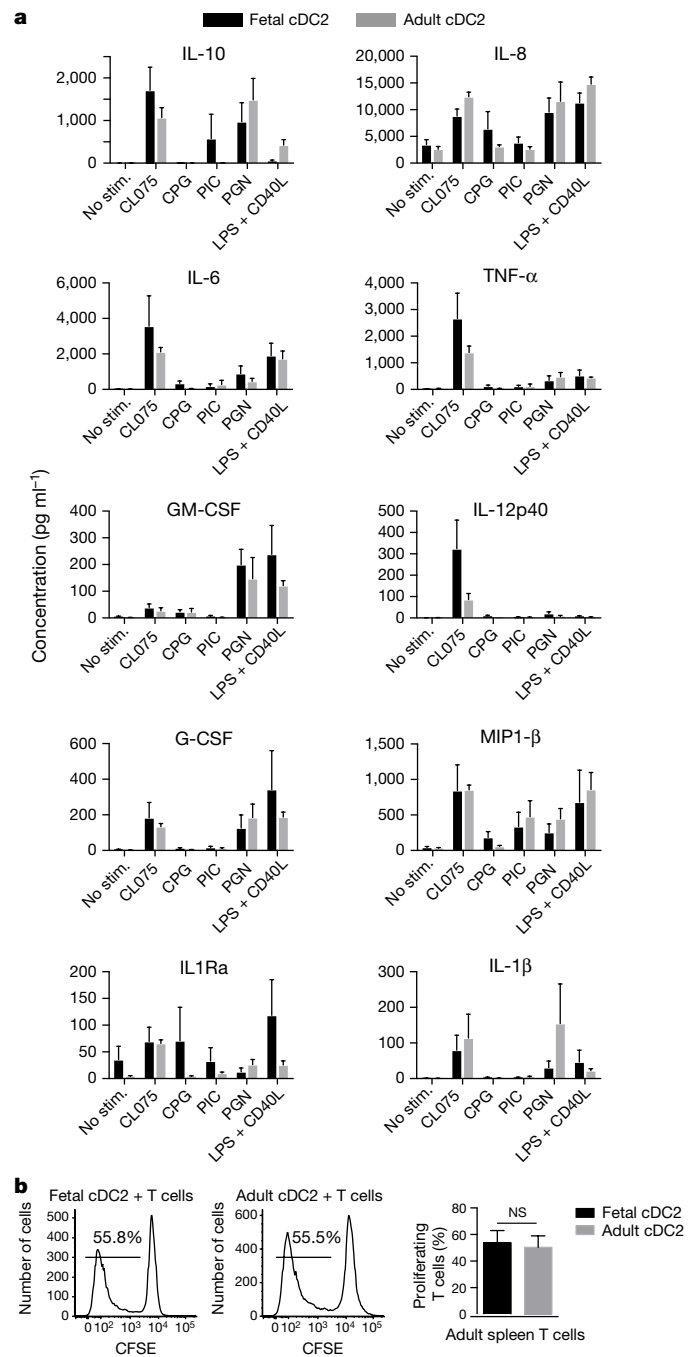 a
Fetal cDC2 Adult cDC2
Concentration (pg ml⁻¹)
IL-10
2,000
1,000
0
No stim. CL075 CPG PIC PGN LPS + CD40L
IL-8
20,000
15,000
10,000
5,000
0
No stim. CL075 CPG PIC PGN LPS + CD40L
IL-6
6,000
4,000
2,000
0
No stim. CL075 CPG PIC PGN LPS + CD40L
TNF-α
4,000
3,000
2,000
1,000
0
No stim. CL075 CPG PIC PGN LPS + CD40L
GM-CSF
400
300
200
100
0
No stim. CL075 CPG PIC PGN LPS + CD40L
IL-12p40
500
400
300
200
100
0
No stim. CL075 CPG PIC PGN LPS + CD40L
G-CSF
600
400
200
0
No stim. CL075 CPG PIC PGN LPS + CD40L
MIP1-β
1,500
1,000
500
0
No stim. CL075 CPG PIC PGN LPS + CD40L
IL1Ra
200
150
100
50
0
No stim. CL075 CPG PIC PGN LPS + CD40L
IL-1β
300
200
100
0
No stim. CL075 CPG PIC PGN LPS + CD40L
b
Fetal cDC2 + T cells
Number of cells
500
400
300
200
100
0
55.8%
0 10² 10³ 10⁴ 10⁵
CFSE
Adult cDC2 + T cells
Number of cells
600
400
200
0
55.5%
0 10² 10³ 10⁴ 10⁵
CFSE
Proliferating
T cells (%)
80
60
40
20
0
NS
Adult spleen T cells
Fetal cDC2
Adult cDC2